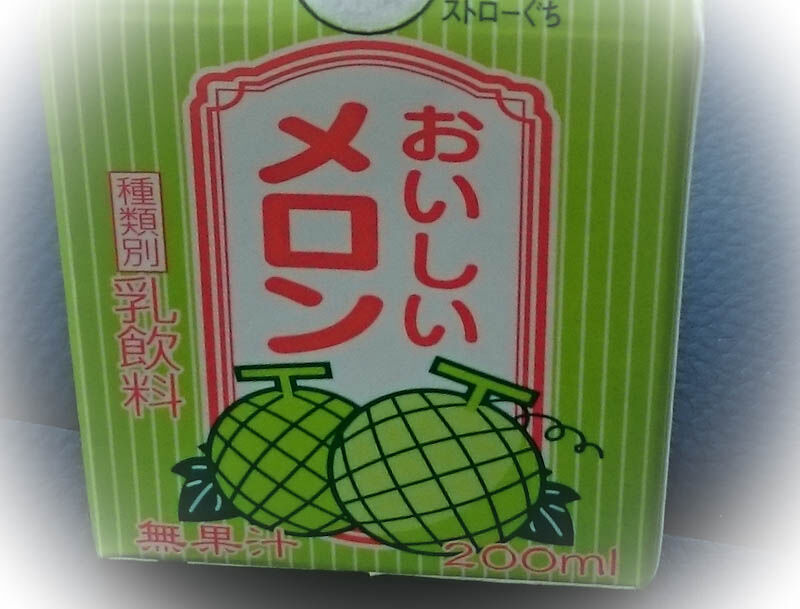 ストローぐち
おいしい
メロン
種類別
乳飲料
無果汁
200ml